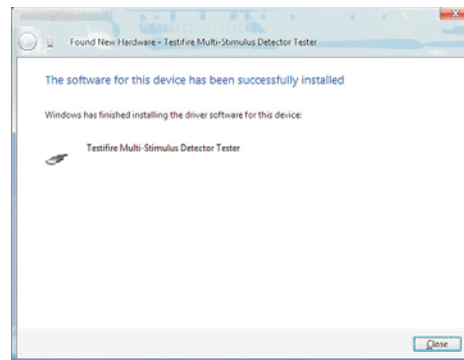 Found New Hardware - Testifire Multi-Stimulus Detector Tester
The software for this device has been successfully installed
Windows has finished installing the driver software for this device:
Testifire Multi-Stimulus Detector Tester
Close